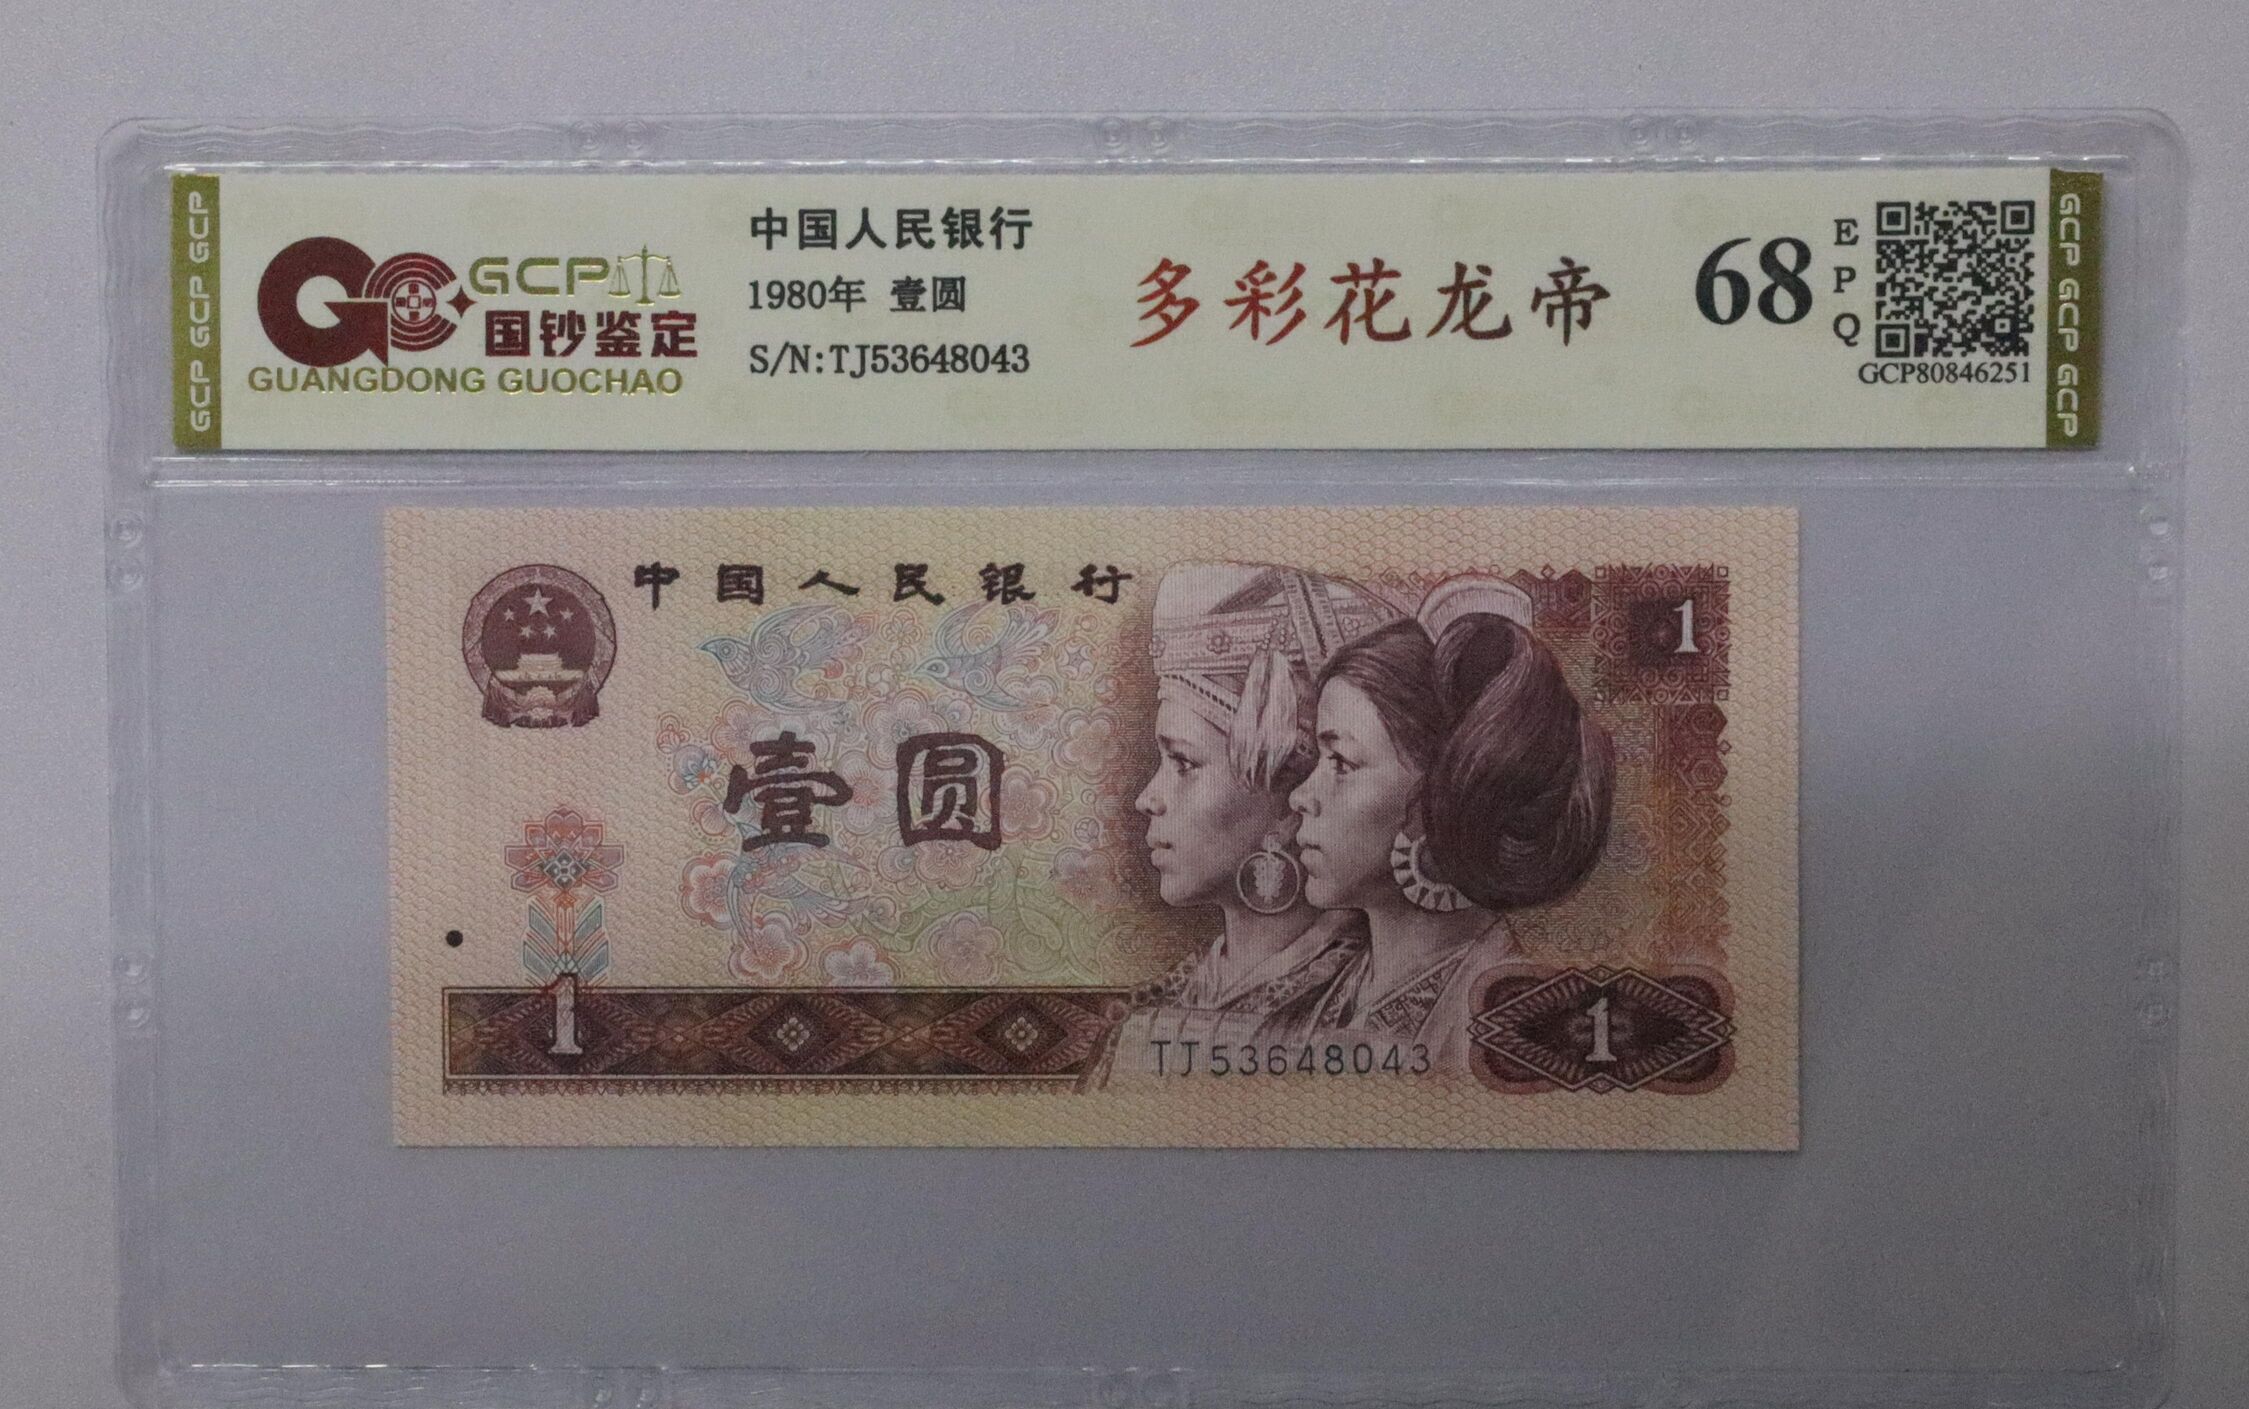 GCP GCP GCP
GCP
国钞鉴定
GUANGDONG GUOCHAO
中国人民银行
1980年 壹圆
S/N:TJ53648043
多彩花龙帝
68
E
P
Q
GCP80846251
GCP GCP GCP
中国人民银行
1
壹圆
1
1
TJ53648043